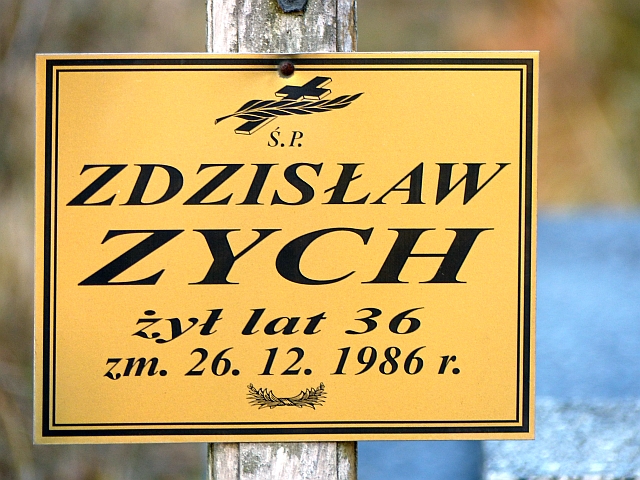 Ś.P.
ZDZISŁAW
ZYCH
żył lat 36
zm. 26. 12. 1986 r.